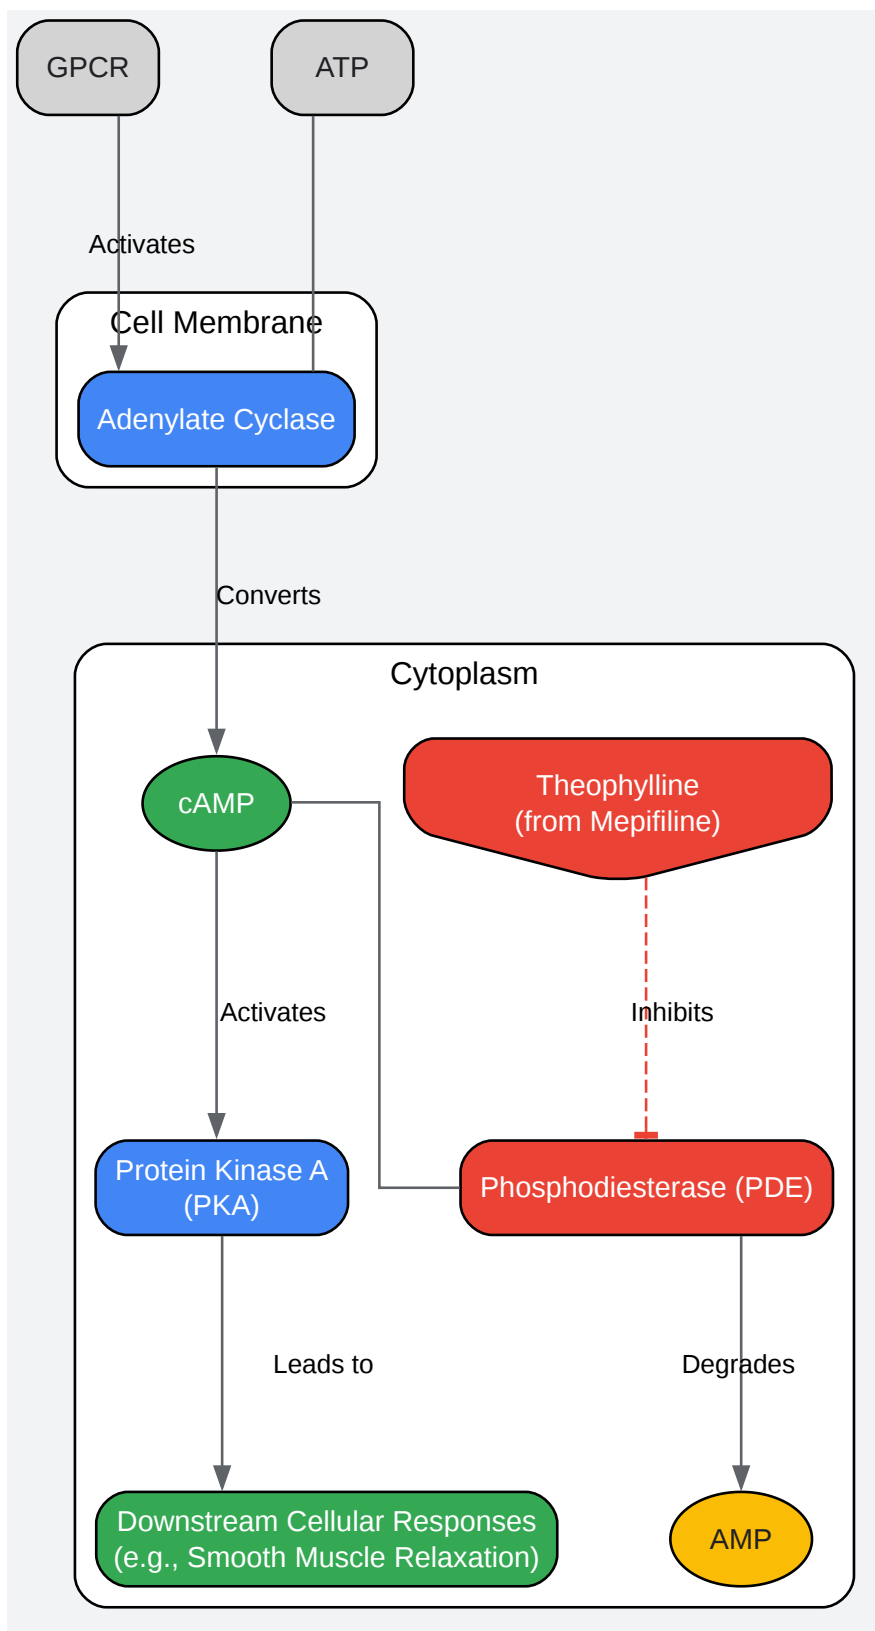 GPCR
ATP
Activates
Cell Membrane
Adenylate Cyclase
Converts
Cytoplasm
cAMP
Theophylline
(from Mepifiline)
Activates
Inhibits
Protein Kinase A
(PKA)
Phosphodiesterase (PDE)
Leads to
Degrades
Downstream Cellular Responses
(e.g., Smooth Muscle Relaxation)
AMP